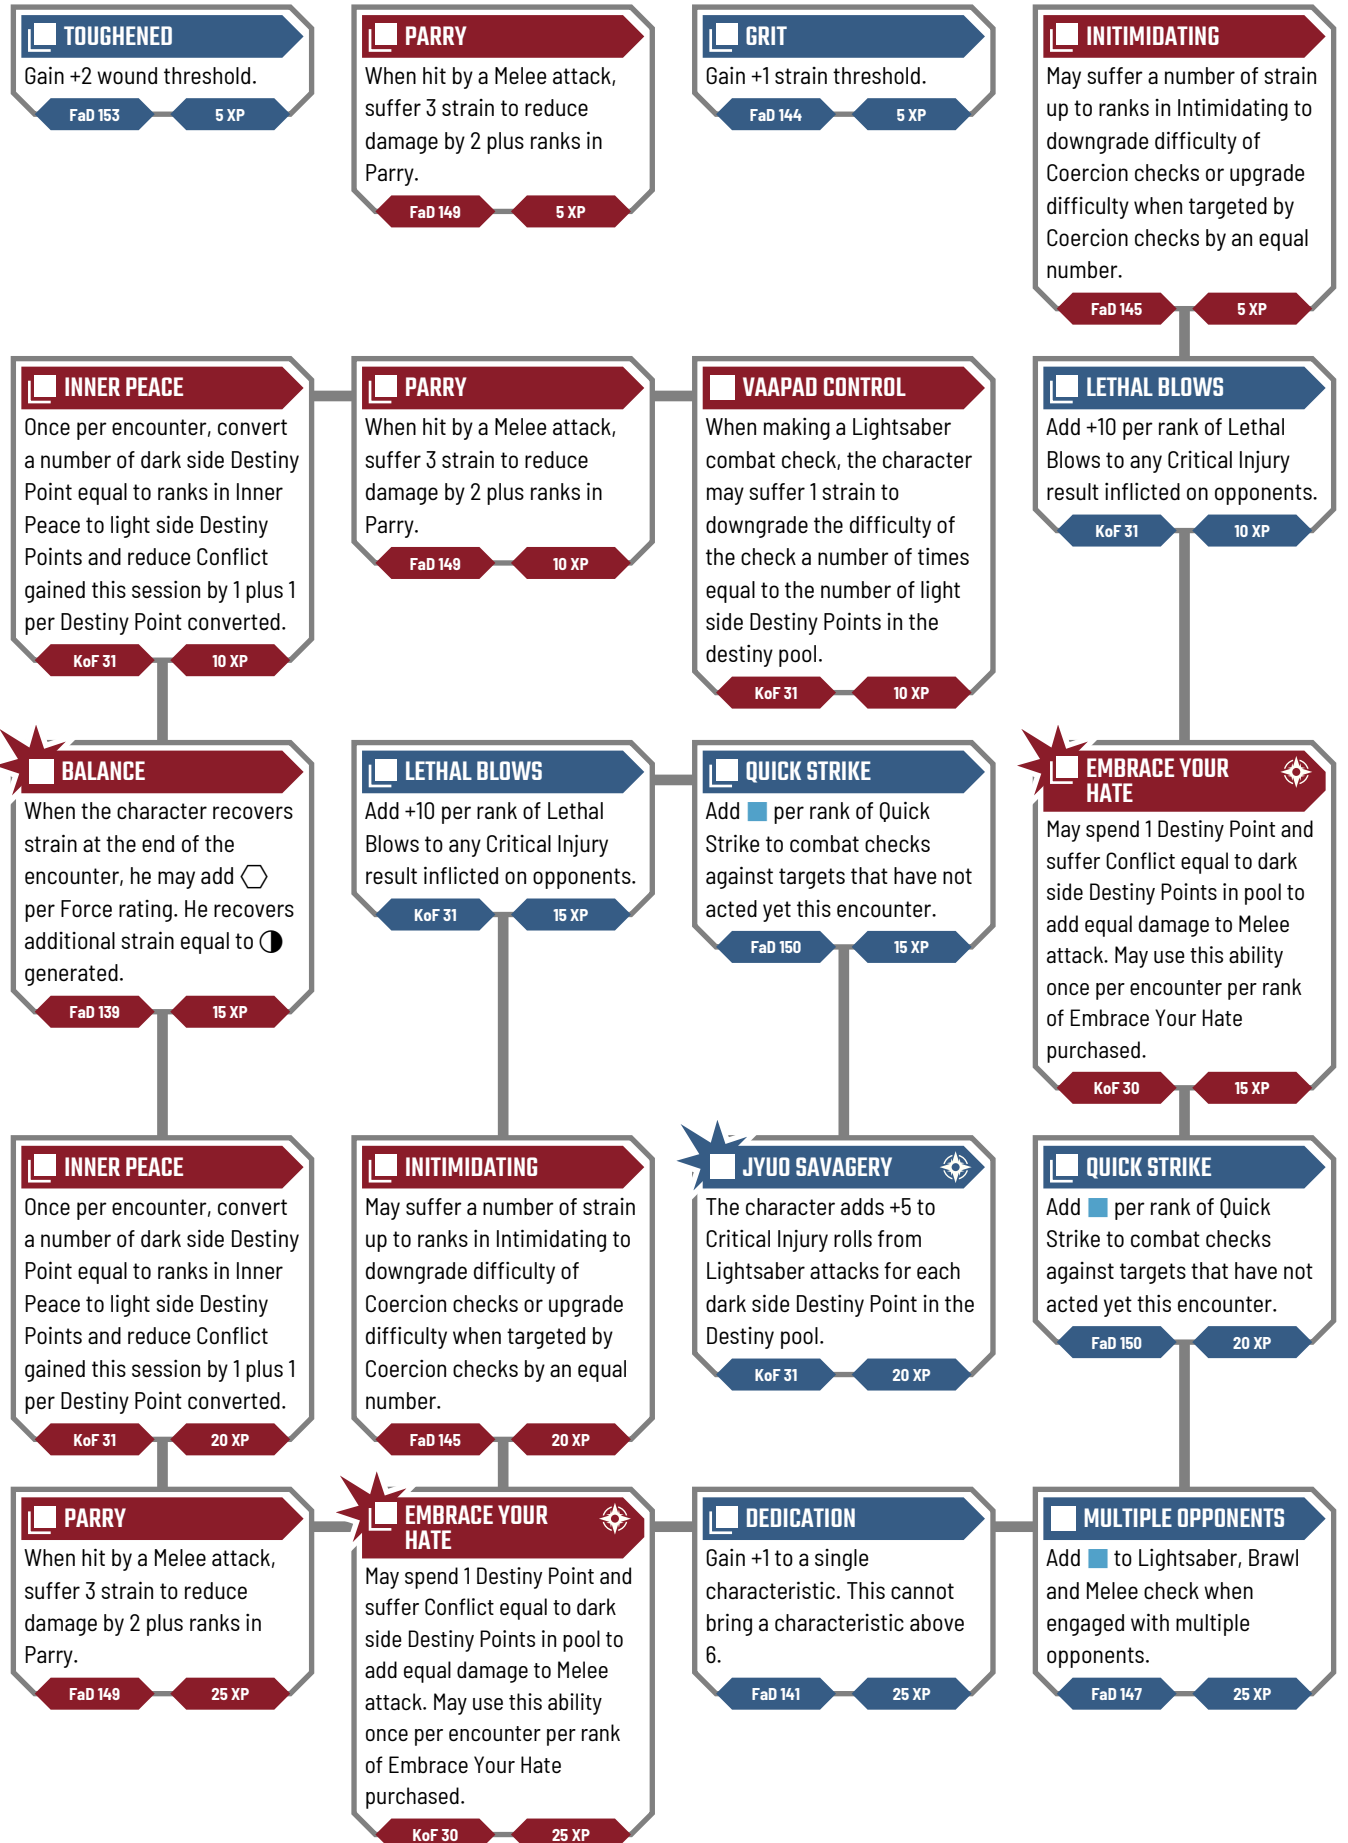 TOUGHENED
Gain +2 wound threshold.
FaD 153
5 XP
PARRY
When hit by a Melee attack,
suffer 3 strain to reduce
damage by 2 plus ranks in
Parry.
FaD 149
5 XP
GRIT
Gain +1 strain threshold.
FaD 144
5 XP
INITIMIDATING
May suffer a number of strain
up to ranks in Intimidating to
downgrade difficulty of
Coercion checks or upgrade
difficulty when targeted by
Coercion checks by an equal
number.
FaD 145
5 XP
INNER PEACE
Once per encounter, convert
a number of dark side Destiny
Point equal to ranks in Inner
Peace to light side Destiny
Points and reduce Conflict
gained this session by 1 plus 1
per Destiny Point converted.
KoF 31
10 XP
PARRY
When hit by a Melee attack,
suffer 3 strain to reduce
damage by 2 plus ranks in
Parry.
FaD 149
10 XP
VAAPAD CONTROL
When making a Lightsaber
combat check, the character
may suffer 1 strain to
downgrade the difficulty of
the check a number of times
equal to the number of light
side Destiny Points in the
destiny pool.
KoF 31
10 XP
LETHAL BLOWS
Add +10 per rank of Lethal
Blows to any Critical Injury
result inflicted on opponents.
KoF 31
10 XP
BALANCE
When the character recovers
strain at the end of the
encounter, he may add
per Force rating. He recovers
additional strain equal to
generated.
FaD 139
15 XP
LETHAL BLOWS
Add +10 per rank of Lethal
Blows to any Critical Injury
result inflicted on opponents.
KoF 31
15 XP
QUICK STRIKE
Add per rank of Quick
Strike to combat checks
against targets that have not
acted yet this encounter.
FaD 150
15 XP
EMBRACE YOUR
HATE
May spend 1 Destiny Point and
suffer Conflict equal to dark
side Destiny Points in pool to
add equal damage to Melee
attack. May use this ability
once per encounter per rank
of Embrace Your Hate
purchased.
KoF 30
15 XP
INNER PEACE
Once per encounter, convert
a number of dark side Destiny
Point equal to ranks in Inner
Peace to light side Destiny
Points and reduce Conflict
gained this session by 1 plus 1
per Destiny Point converted.
KoF 31
20 XP
INITIMIDATING
May suffer a number of strain
up to ranks in Intimidating to
downgrade difficulty of
Coercion checks or upgrade
difficulty when targeted by
Coercion checks by an equal
number.
FaD 145
20 XP
JYUO SAVAGERY
The character adds +5 to
Critical Injury rolls from
Lightsaber attacks for each
dark side Destiny Point in the
Destiny pool.
KoF 31
20 XP
QUICK STRIKE
Add per rank of Quick
Strike to combat checks
against targets that have not
acted yet this encounter.
FaD 150
20 XP
PARRY
When hit by a Melee attack,
suffer 3 strain to reduce
damage by 2 plus ranks in
Parry.
FaD 149
25 XP
EMBRACE YOUR
HATE
May spend 1 Destiny Point and
suffer Conflict equal to dark
side Destiny Points in pool to
add equal damage to Melee
attack. May use this ability
once per encounter per rank
of Embrace Your Hate
purchased.
KoF 30
25 XP
DEDICATION
Gain +1 to a single
characteristic. This cannot
bring a characteristic above
6.
FaD 141
25 XP
MULTIPLE OPPONENTS
Add to Lightsaber, Brawl
and Melee check when
engaged with multiple
opponents.
FaD 147
25 XP